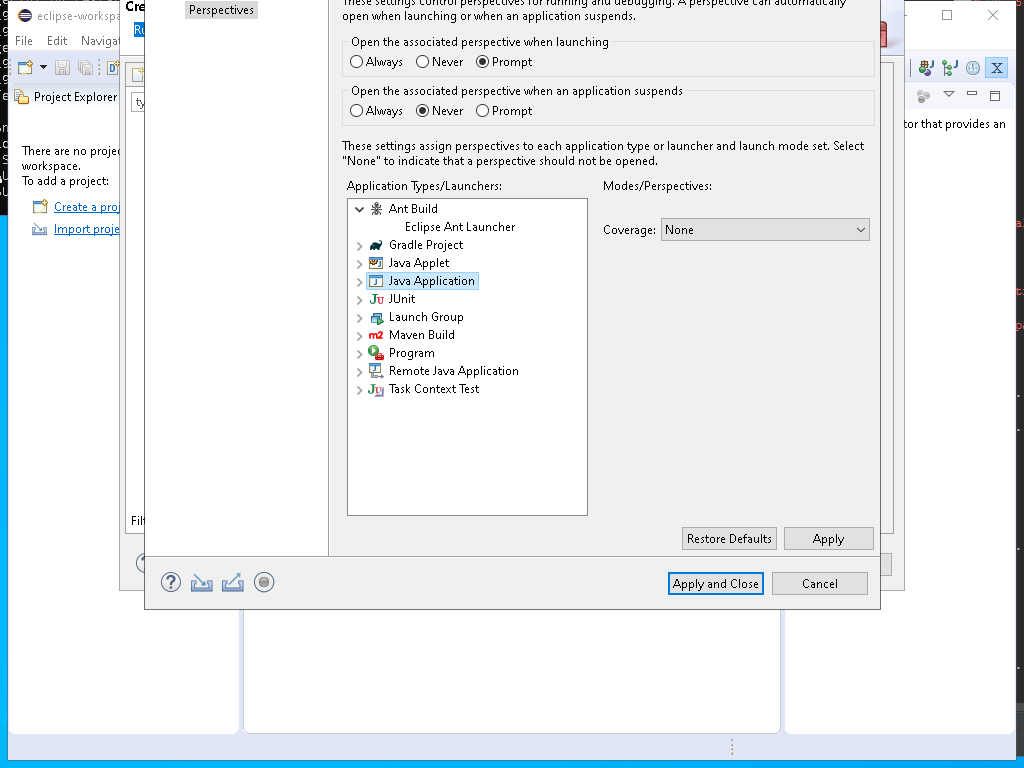 eclipse-workspa
Cre
Perspectives
These settings control perspectives for running and debugging. A perspective can automatically
open when launching or when an application suspends.
File Edit Navigat
Ru
Open the associated perspective when launching
Always Never Prompt
Open the associated perspective when an application suspends
Always Never Prompt
Project Explorer
ty
tor that provides an
These settings assign perspectives to each application type or launcher and launch mode set. Select
"None" to indicate that a perspective should not be opened.
There are no projec
workspace.
To add a project:
Create a proj
Import proje
Application Types/Launchers:
Modes/Perspectives:
Ant Build
Eclipse Ant Launcher
Gradle Project
Java Applet
Java Application
JUnit
Launch Group
Maven Build
Program
Remote Java Application
Task Context Test
Coverage: None
Filt
Restore Defaults Apply
Apply and Close Cancel